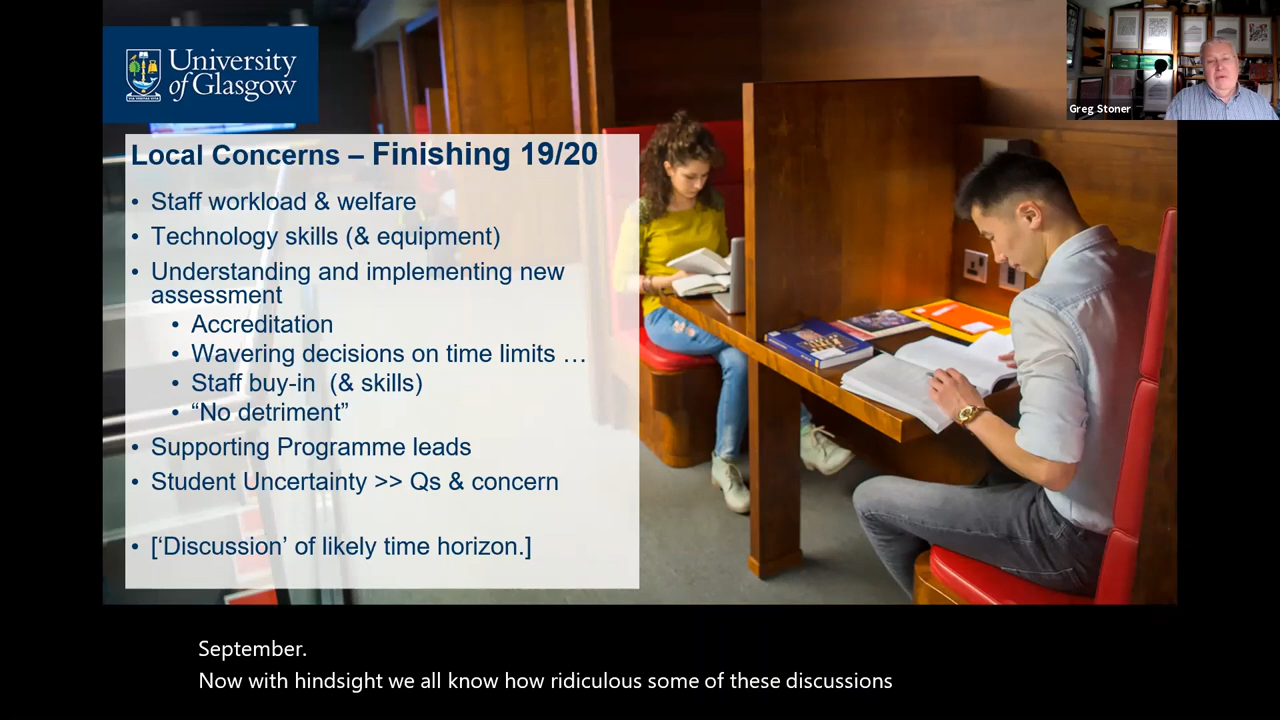 University
of Glasgow
VIA VERITAS VITA
Greg Stoner
Local Concerns – Finishing 19/20
• Staff workload & welfare
• Technology skills (& equipment)
• Understanding and implementing new
assessment
• Accreditation
• Wavering decisions on time limits …
• Staff buy-in (& skills)
• “No detriment”
• Supporting Programme leads
• Student Uncertainty >> Qs & concern
• [‘Discussion’ of likely time horizon.]
September.
Now with hindsight we all know how ridiculous some of these discussions